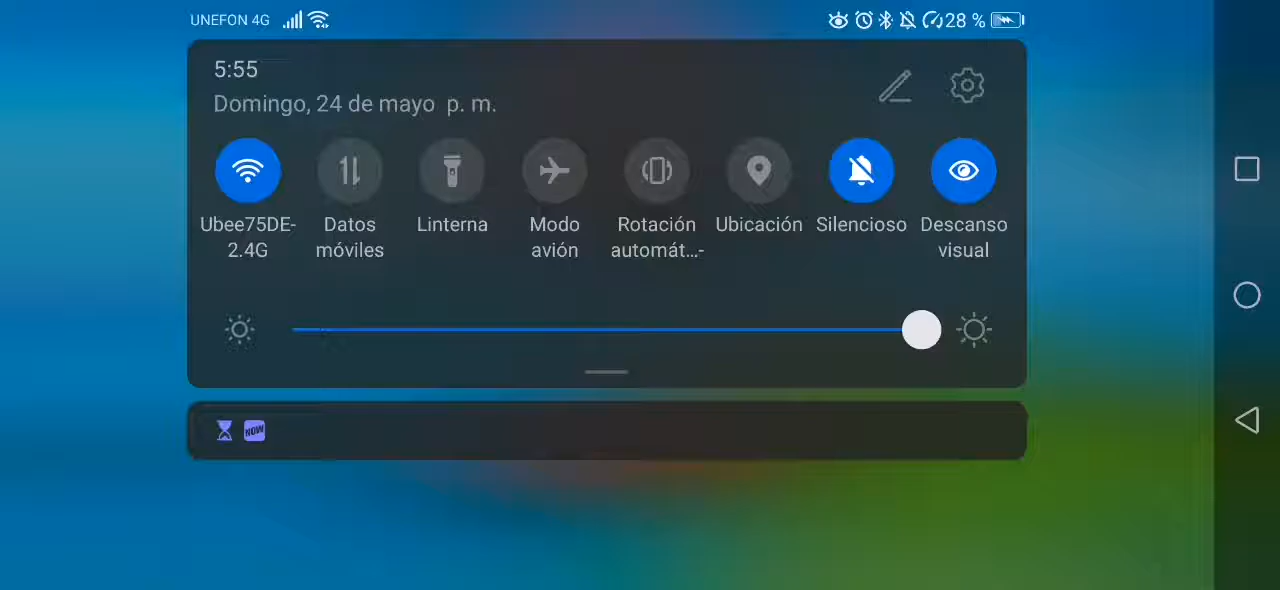 UNEFON 4G
28 %
5:55
Domingo, 24 de mayo p. m.
Ubee75DE-
2.4G
Datos
móviles
Linterna
Modo
avión
Rotación
automát...-
Ubicación
Silencioso
Descanso
visual
NOW